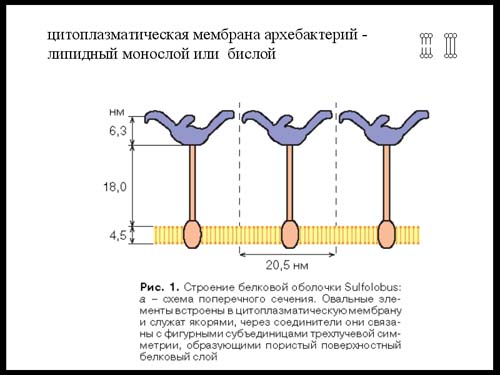 цитоплазматическая мембрана архебактерий -
липидный монослой или бислой
нм
6,3
18,0
4,5
20,5 нм
Рис. 1. Строение белковой оболочки Sulfolobus:
а – схема поперечного сечения. Овальные эле-
менты встроены в цитоплазматическую мембрану
и служат якорями, через соединители они связа-
ны с фигурными субъединицами трехлучевой сим-
метрии, образующими пористый поверхностный
белковый слой